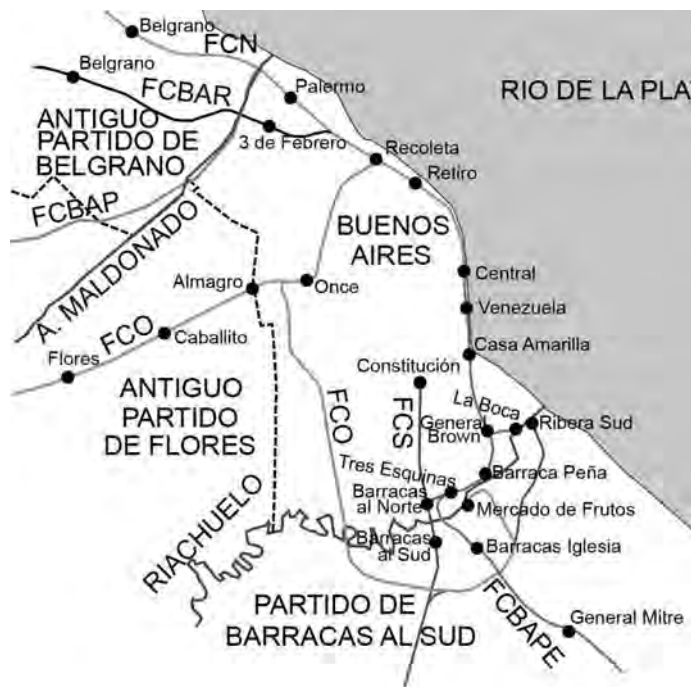 Belgrano
FCN
Belgrano
FCBAR
Palermo
RIO DE LA PLA
ANTIGUO
PARTIDO DE
BELGRANO
3 de Febrero
Recoleta
Retiro
FCBAP
A. MALDONADO
BUENOS
AIRES
Almagro
Once
Central
FCO
Venezuela
Caballito
Casa Amarilla
Flores
Constitución
ANTIGUO
PARTIDO
DE FLORES
FCO
FCS
La Boca
General
Brown
Ribera Sud
Tres Esquinas
Barraca Peña
RIACHUELO
Barracas
al Norte
Mercado de Frutos
Barracas
al Sud
Barracas Iglesia
PARTIDO DE
BARRACAS AL SUD
FCBAPE
General Mitre